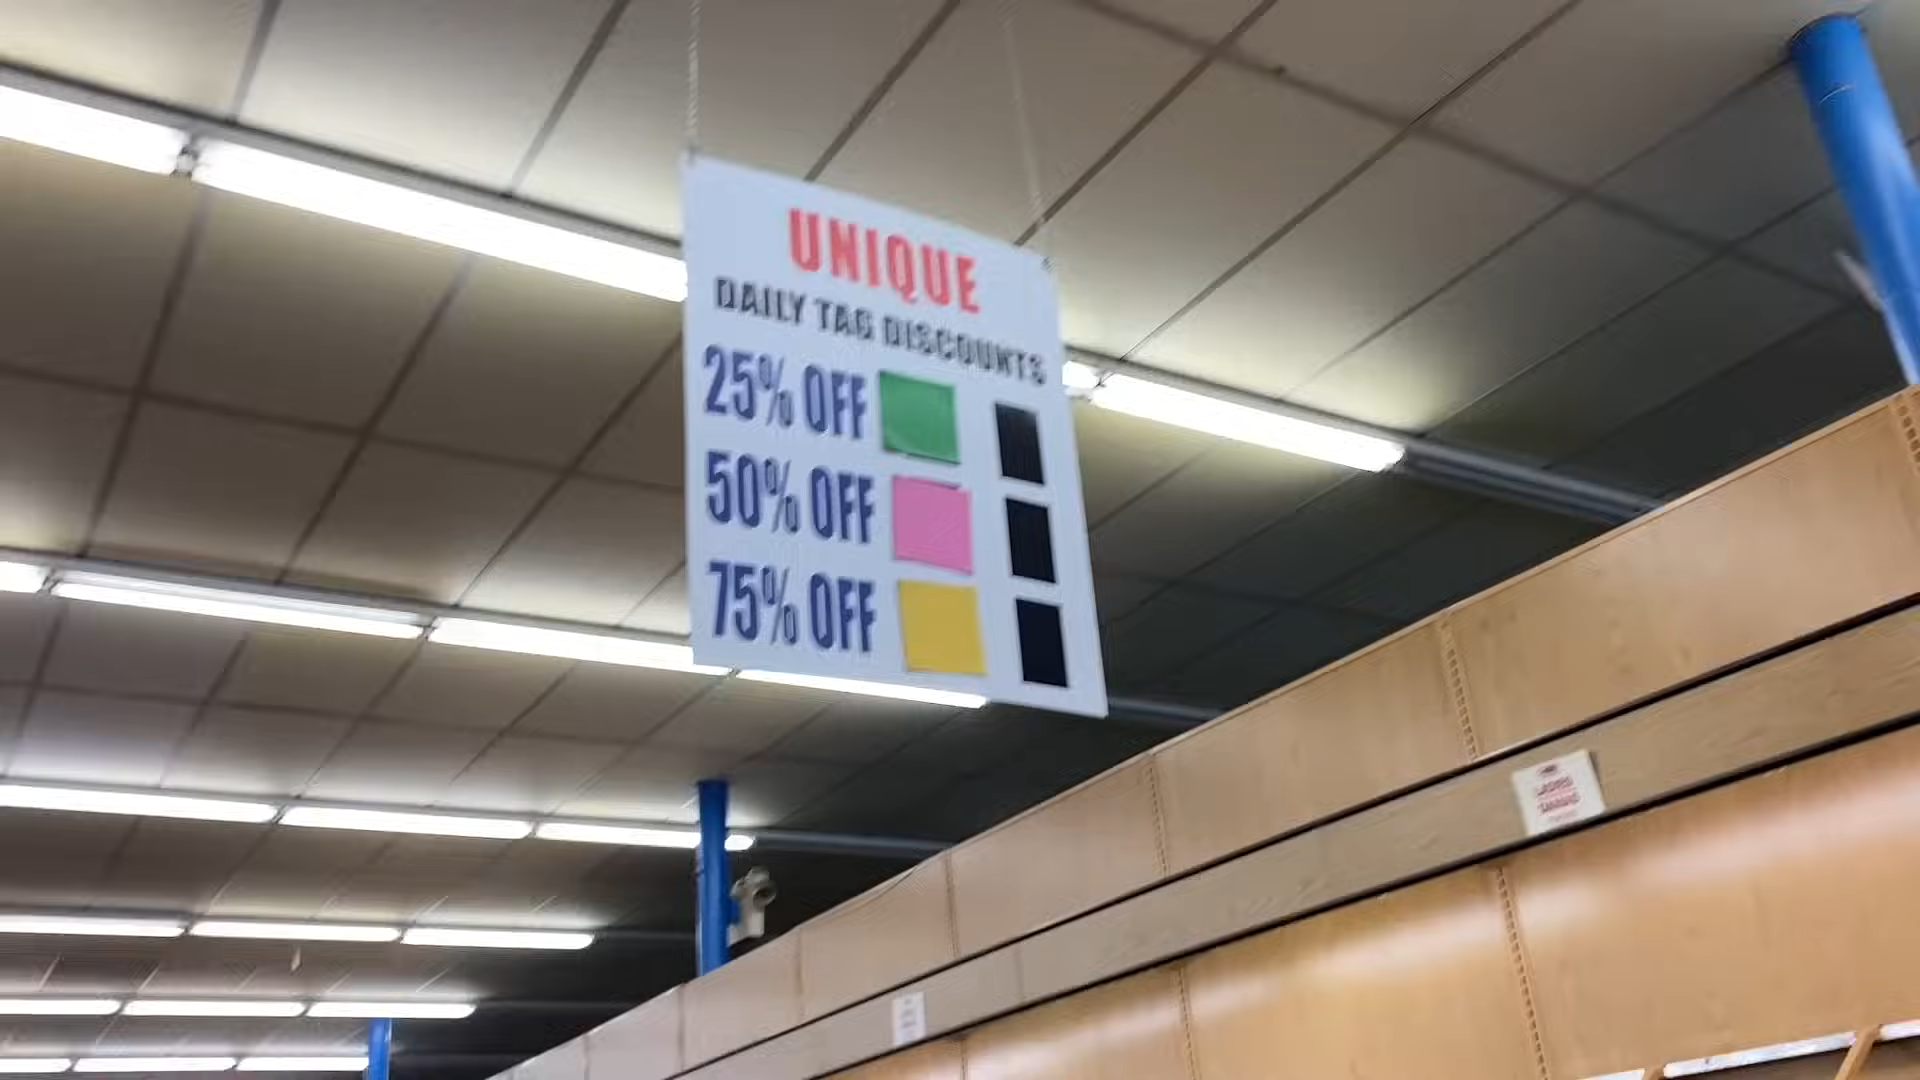 UNIQUE
DAILY TAG DISCOUNTS
25% OFF
50% OFF
75% OFF